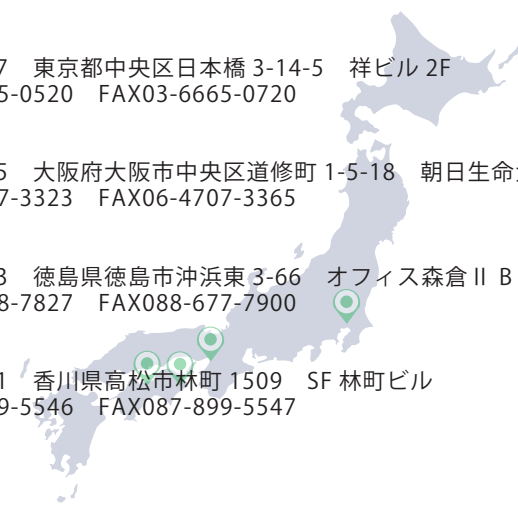 7　東京都中央区日本橋 3-14-5　祥ビル 2F
5-0520　FAX03-6665-0720
5　大阪府大阪市中央区道修町 1-5-18　朝日生命
7-3323　FAX06-4707-3365
3　徳島県徳島市沖浜東 3-66　オフィス森倉Ⅱ B
8-7827　FAX088-677-7900
1　香川県高松市林町 1509　SF 林町ビル
9-5546　FAX087-899-5547